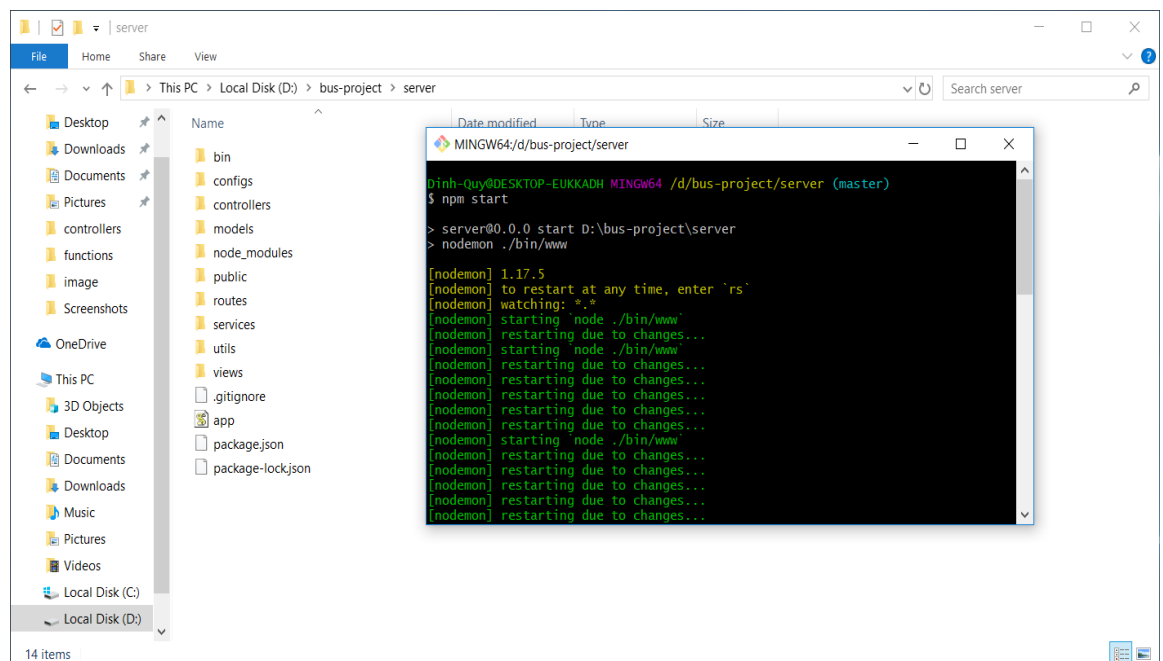 server
File Home Share View
This PC > Local Disk (D:) > bus-project > server
Search server
Desktop
Downloads
Documents
Pictures
controllers
functions
image
Screenshots
OneDrive
This PC
3D Objects
Desktop
Documents
Downloads
Music
Pictures
Videos
Local Disk (C:)
Local Disk (D:)
Name Date modified Type Size
bin
configs
controllers
models
node_modules
public
routes
services
utils
views
.gitignore
app
package.json
package-lock.json
MINGW64:/d/bus-project/server
Dinh-Quy@DESKTOP-EUKKADH MINGW64 /d/bus-project/server (master)
$ npm start
> server@0.0.0 start D:\bus-project\server
> nodemon ./bin/www
[nodemon] 1.17.5
[nodemon] to restart at any time, enter `rs`
[nodemon] watching: *.*
[nodemon] starting `node ./bin/www`
[nodemon] restarting due to changes...
[nodemon] starting `node ./bin/www`
[nodemon] restarting due to changes...
[nodemon] restarting due to changes...
[nodemon] restarting due to changes...
[nodemon] restarting due to changes...
[nodemon] restarting due to changes...
[nodemon] starting `node ./bin/www`
[nodemon] restarting due to changes...
[nodemon] restarting due to changes...
[nodemon] restarting due to changes...
[nodemon] restarting due to changes...
[nodemon] restarting due to changes...
14 items